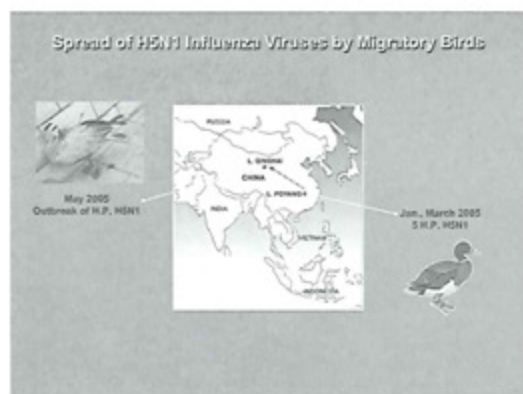 Spread of H5N1 Influenza Viruses by Migratory Birds
RUSSIA
L. QINGHAI
CHINA
L. POYANG
INDIA
VIETNAM
INDONESIA
May 2005
Outbreak of H.P. H5N1
Jan., March 2005
5 H.P. H5N1